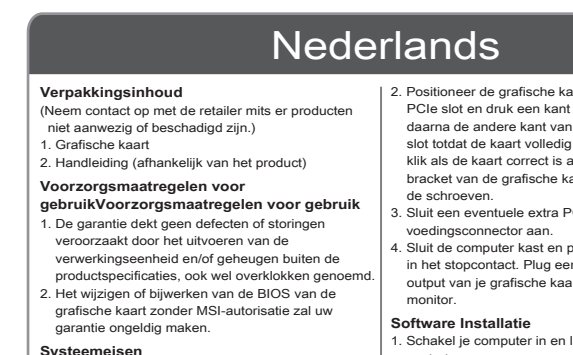 Nederlands
Verpakkingsinhoud
(Neem contact op met de retailer mits er producten
niet aanwezig of beschadigd zijn.)
1. Grafische kaart
2. Handleiding (afhankelijk van het product)
Voorzorgsmaatregelen voor
gebruikVoorzorgsmaatregelen voor gebruik
1. De garantie dekt geen defecten of storingen
veroorzaakt door het uitvoeren van de
verwerkingseenheid en/of geheugen buiten de
productspecificaties, ook wel overklokken genoemd.
2. Het wijzigen of bijwerken van de BIOS van de
grafische kaart zonder MSI-autorisatie zal uw
garantie ongeldig maken.
Systeemeisen
2. Positioneer de grafische
PCIe slot en druk een kant
daarna de andere kant van
slot totdat de kaart volledig
klik als de kaart correct is
bracket van de grafische
de schroeven.
3. Sluit een eventuele extra
voedingsconnector aan.
4. Sluit de computer kast en
in het stopcontact. Plug
output van je grafische
monitor.
Software Installatie
1. Schakel je computer in en